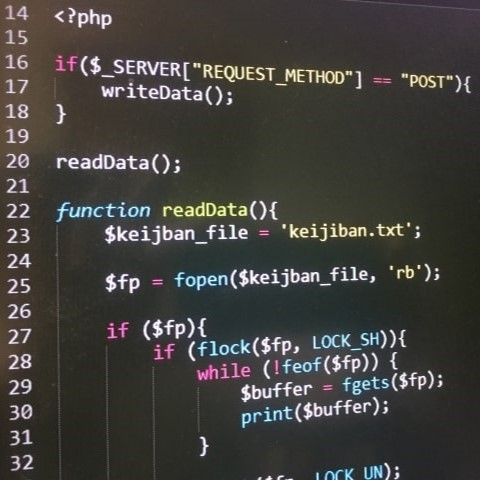 14 <?php
15
16 if($_SERVER["REQUEST_METHOD"] == "POST"){
17 writeData();
18 }
19
20 readData();
21
22 function readData(){
23 $keijban_file = 'keijiban.txt';
24
25 $fp = fopen($keijban_file, 'rb');
26
27 if ($fp){
28 if (flock($fp, LOCK_SH)){
29 while (!feof($fp)) {
30 $buffer = fgets($fp);
31 print($buffer);
32 }
LOCK_UN);